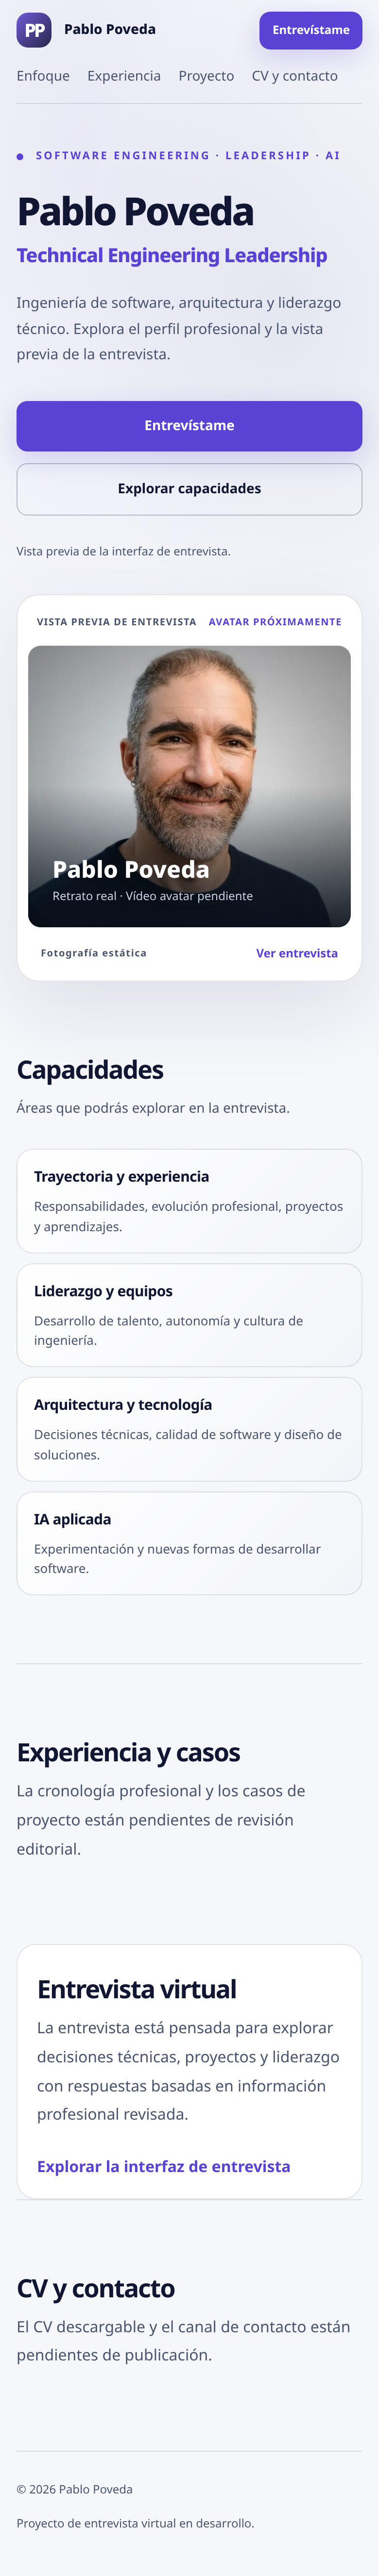 PP Pablo Poveda
Entrevístame
Enfoque Experiencia Proyecto CV y contacto
SOFTWARE ENGINEERING · LEADERSHIP · AI
Pablo Poveda
Technical Engineering Leadership
Ingeniería de software, arquitectura y liderazgo
técnico. Explora el perfil profesional y la vista
previa de la entrevista.
Entrevístame
Explorar capacidades
Vista previa de la interfaz de entrevista.
VISTA PREVIA DE ENTREVISTA AVATAR PRÓXIMAMENTE
Pablo Poveda
Retrato real · Vídeo avatar pendiente
Fotografía estática Ver entrevista
Capacidades
Áreas que podrás explorar en la entrevista.
Trayectoria y experiencia
Responsabilidades, evolución profesional, proyectos
y aprendizajes.
Liderazgo y equipos
Desarrollo de talento, autonomía y cultura de
ingeniería.
Arquitectura y tecnología
Decisiones técnicas, calidad de software y diseño de
soluciones.
IA aplicada
Experimentación y nuevas formas de desarrollar
software.
Experiencia y casos
La cronología profesional y los casos de
proyecto están pendientes de revisión
editorial.
Entrevista virtual
La entrevista está pensada para explorar
decisiones técnicas, proyectos y liderazgo
con respuestas basadas en información
profesional revisada.
Explorar la interfaz de entrevista
CV y contacto
El CV descargable y el canal de contacto están
pendientes de publicación.
© 2026 Pablo Poveda
Proyecto de entrevista virtual en desarrollo.